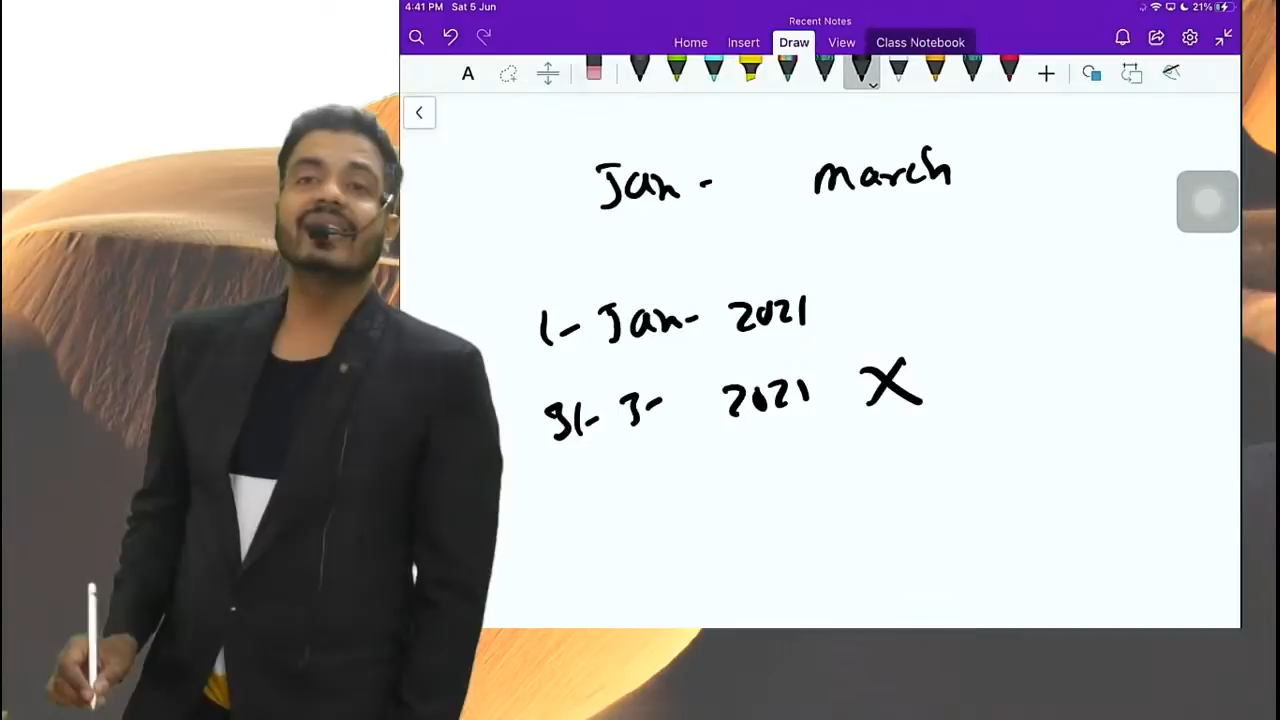 4:41 PM Sat 5 Jun 21%
Recent Notes
Home Insert Draw View Class Notebook
A
Jan - March
1- Jan- 2021
31- 3- 2021 X